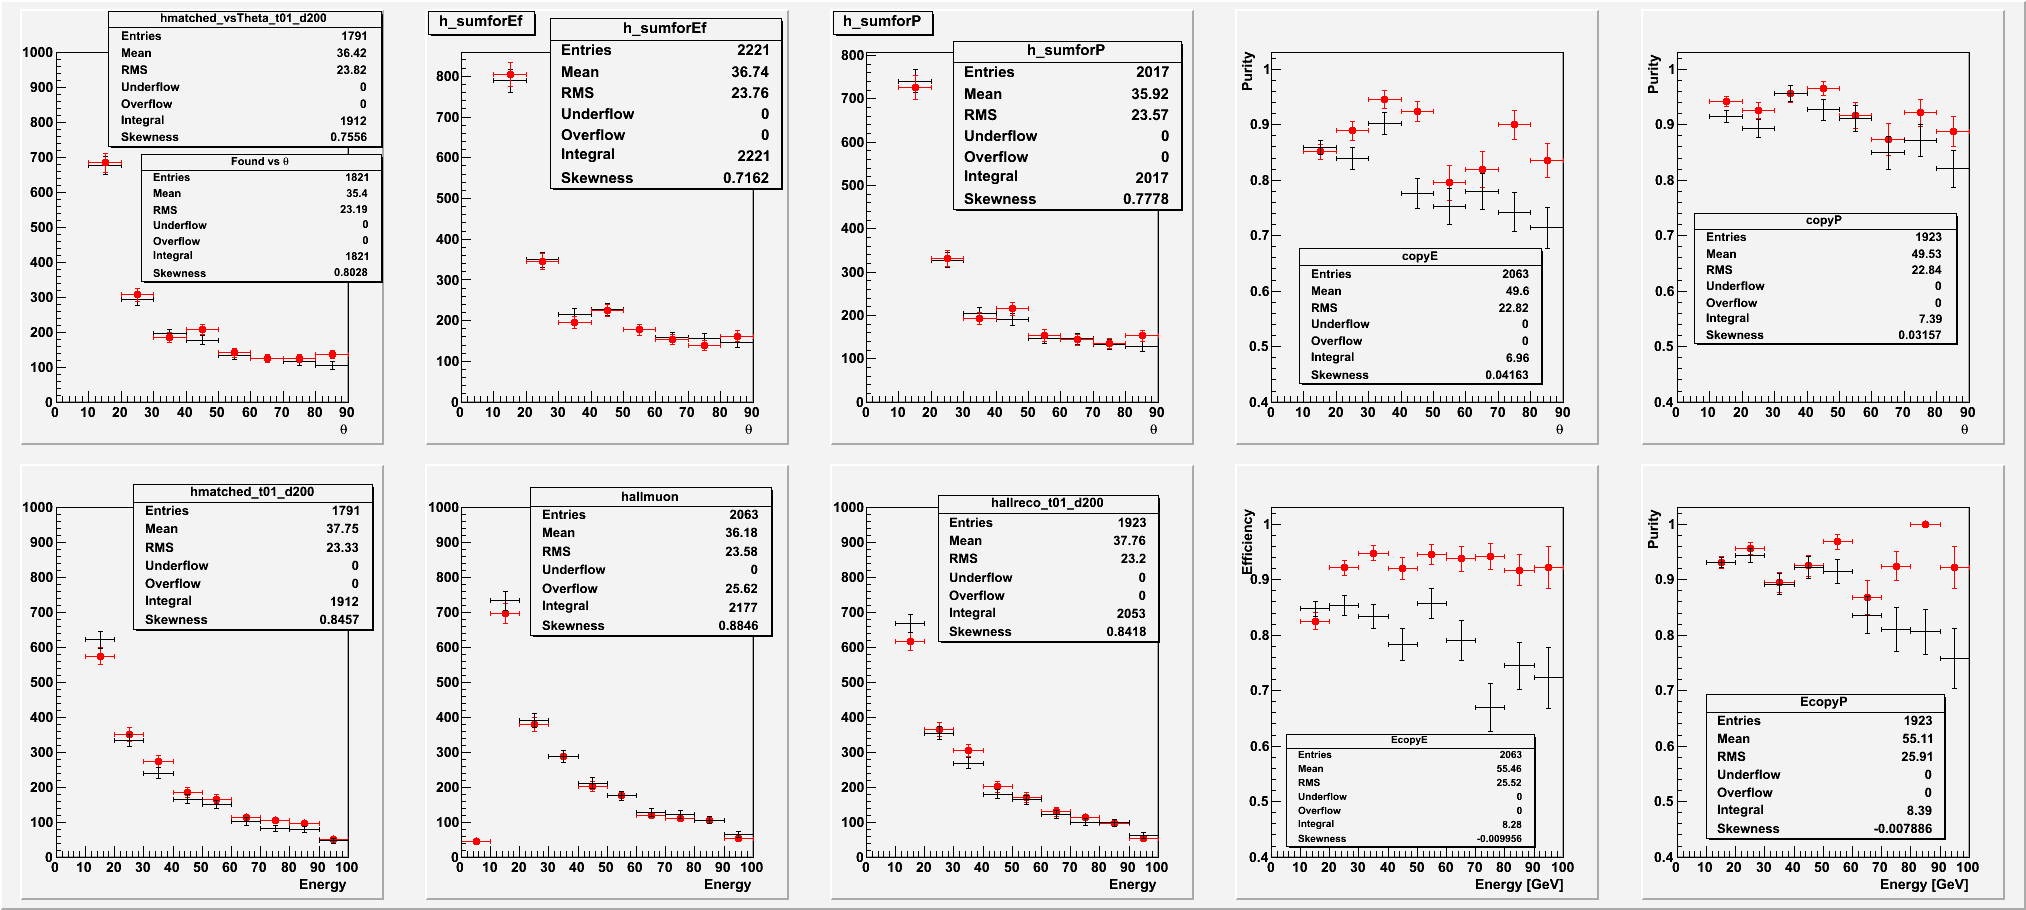 hmatched_vsTheta_t01_d200
Entries 1791
Mean 36.42
RMS 23.82
Underflow 0
Overflow 0
Integral 1912
Skewness 0.7556
Found vs θ
Entries 1821
Mean 35.4
RMS 23.19
Underflow 0
Overflow 0
Integral 1821
Skewness 0.8028
1000
900
800
700
600
500
400
300
200
100
0
0 10 20 30 40 50 60 70 80 90
θ
h_sumforEf
h_sumforEf
Entries 2221
Mean 36.74
RMS 23.76
Underflow 0
Overflow 0
Integral 2221
Skewness 0.7162
800
700
600
500
400
300
200
100
0
0 10 20 30 40 50 60 70 80 90
θ
h_sumforP
h_sumforP
Entries 2017
Mean 35.92
RMS 23.57
Underflow 0
Overflow 0
Integral 2017
Skewness 0.7778
800
700
600
500
400
300
200
100
0
0 10 20 30 40 50 60 70 80 90
θ
Purity
1
0.9
0.8
0.7
0.6
0.5
0.4
copyE
Entries 2063
Mean 49.6
RMS 22.82
Underflow 0
Overflow 0
Integral 6.96
Skewness 0.04163
0 10 20 30 40 50 60 70 80 90
θ
Purity
1
0.9
0.8
0.7
0.6
0.5
0.4
copyP
Entries 1923
Mean 49.53
RMS 22.84
Underflow 0
Overflow 0
Integral 7.39
Skewness 0.03157
0 10 20 30 40 50 60 70 80 90
θ
hmatched_t01_d200
Entries 1791
Mean 37.75
RMS 23.33
Underflow 0
Overflow 0
Integral 1912
Skewness 0.8457
1000
900
800
700
600
500
400
300
200
100
0
0 10 20 30 40 50 60 70 80 90 100
Energy
hallmuon
Entries 2063
Mean 36.18
RMS 23.58
Underflow 0
Overflow 25.62
Integral 2177
Skewness 0.8846
1000
900
800
700
600
500
400
300
200
100
0
0 10 20 30 40 50 60 70 80 90 100
Energy
hallreco_t01_d200
Entries 1923
Mean 37.76
RMS 23.2
Underflow 0
Overflow 0
Integral 2053
Skewness 0.8418
1000
900
800
700
600
500
400
300
200
100
0
0 10 20 30 40 50 60 70 80 90 100
Energy
Efficiency
1
0.9
0.8
0.7
0.6
0.5
0.4
EcopyE
Entries 2063
Mean 55.46
RMS 25.52
Underflow 0
Overflow 0
Integral 8.28
Skewness -0.009956
0 10 20 30 40 50 60 70 80 90 100
Energy [GeV]
Purity
1
0.9
0.8
0.7
0.6
0.5
0.4
EcopyP
Entries 1923
Mean 55.11
RMS 25.91
Underflow 0
Overflow 0
Integral 8.39
Skewness -0.007886
0 10 20 30 40 50 60 70 80 90 100
Energy [GeV]